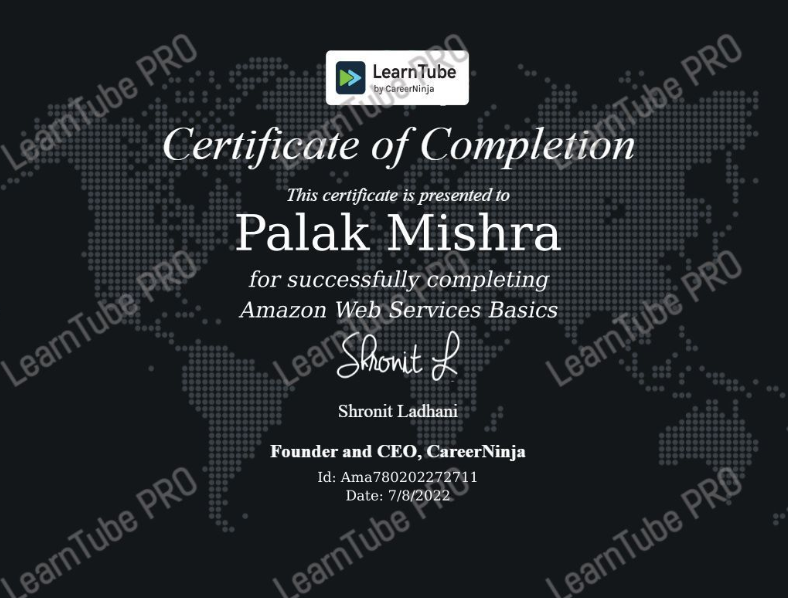 LearnTube
by CareerNinja
Certificate of Completion
This certificate is presented to
Palak Mishra
for successfully completing
Amazon Web Services Basics
Shronit L
Shronit Ladhani
Founder and CEO, CareerNinja
Id: Ama780202272711
Date: 7/8/2022
LearnTube PRO
LearnTube PRO
LearnTube PRO
LearnTube PRO
LearnTube PRO
LearnTube PRO
LearnTube PRO
LearnTube PRO
LearnTube PRO